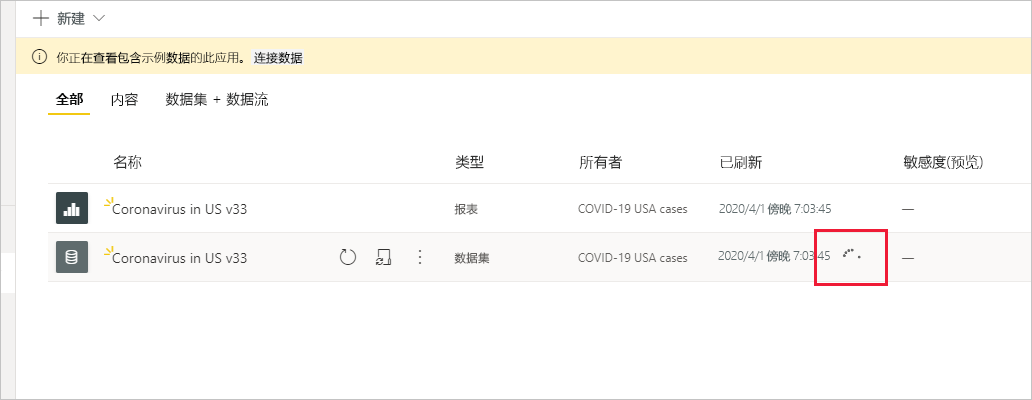 新建
你正在查看包含示例数据的此应用。 连接数据
全部 内容 数据集 + 数据流
名称 类型 所有者 已刷新 敏感度(预览)
Coronavirus in US v33 报表 COVID-19 USA cases 2020/4/1 傍晚 7:03:45 —
Coronavirus in US v33 数据集 COVID-19 USA cases 2020/4/1 傍晚 7:03:45 —